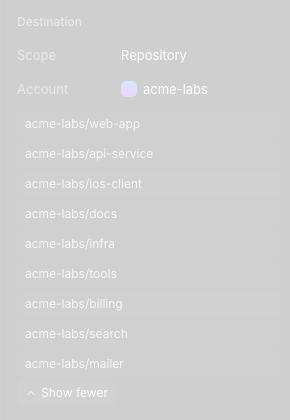 Destination
Scope Repository
Account acme-labs
acme-labs/web-app
acme-labs/api-service
acme-labs/ios-client
acme-labs/docs
acme-labs/infra
acme-labs/tools
acme-labs/billing
acme-labs/search
acme-labs/mailer
Show fewer